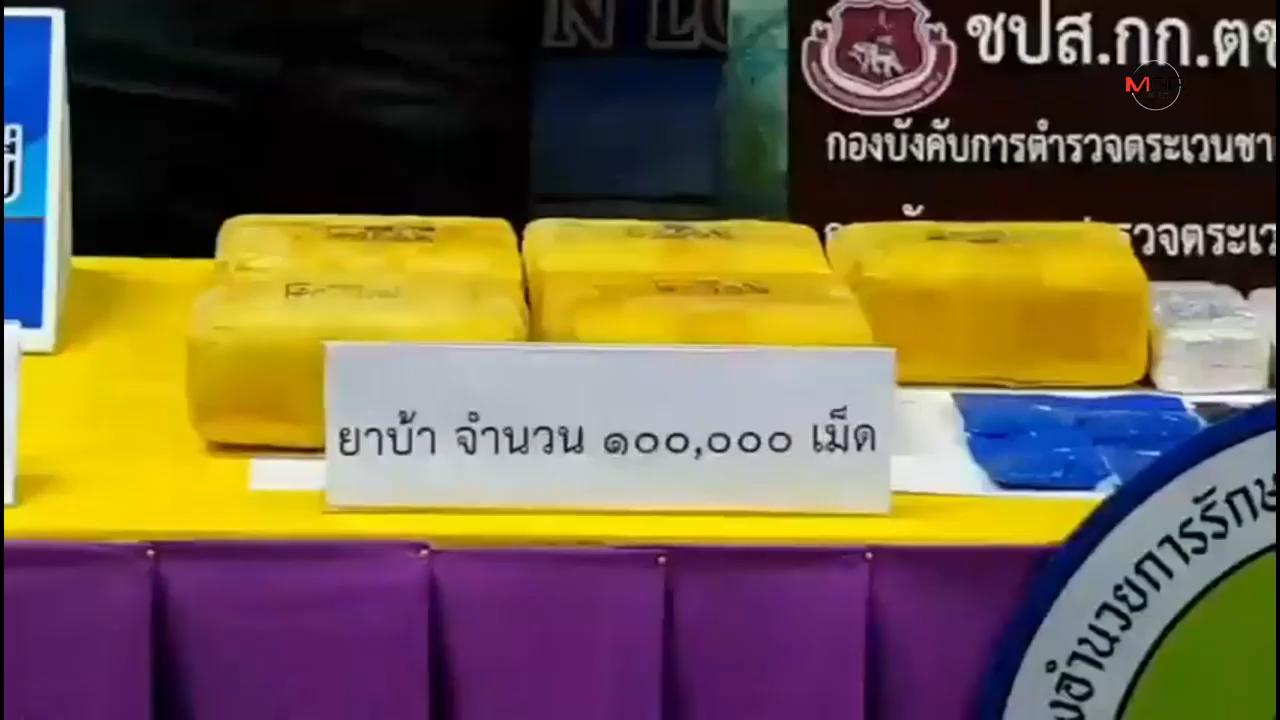 N LO
ชปส.กก.ตช
กองบังคับการตำรวจตระเวนชา
วจตระเว
ยาบ้า จำนวน ๑๐๐,๐๐๐ เม็ด
งอำนวยการรักษ